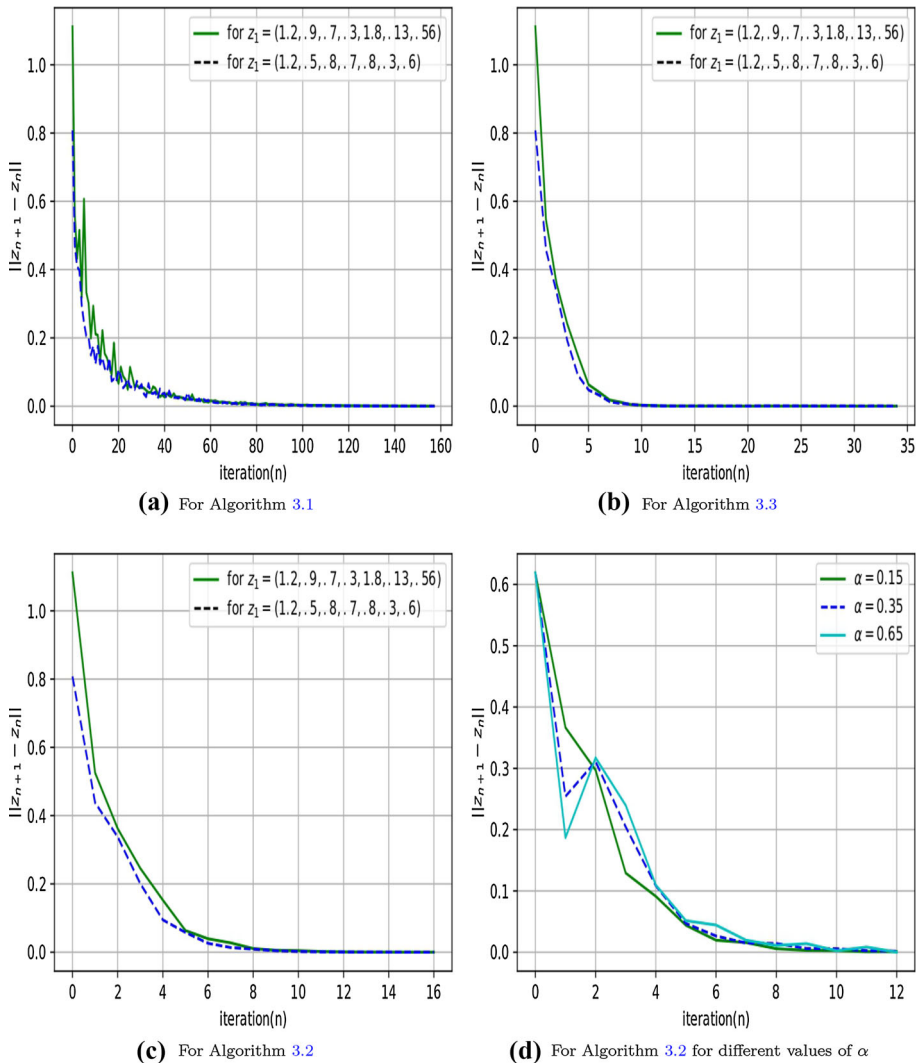 for z1 = (1.2,.9,.7,.3,1.8,.13,.56)
for z1 = (1.2,.5,.8,.7,.8,.3,.6)
||zn+1 − zn||
1.0
0.8
0.6
0.4
0.2
0.0
0 20 40 60 80 100 120 140 160
iteration(n)
(a) For Algorithm 3.1
for z1 = (1.2,.9,.7,.3,1.8,.13,.56)
for z1 = (1.2,.5,.8,.7,.8,.3,.6)
||zn+1 − zn||
1.0
0.8
0.6
0.4
0.2
0.0
0 5 10 15 20 25 30 35
iteration(n)
(b) For Algorithm 3.3
for z1 = (1.2,.9,.7,.3,1.8,.13,.56)
for z1 = (1.2,.5,.8,.7,.8,.3,.6)
||zn+1 − zn||
1.0
0.8
0.6
0.4
0.2
0.0
0 2 4 6 8 10 12 14 16
iteration(n)
(c) For Algorithm 3.2
α = 0.15
α = 0.35
α = 0.65
||zn+1 − zn||
0.6
0.5
0.4
0.3
0.2
0.1
0.0
0 2 4 6 8 10 12
iteration(n)
(d) For Algorithm 3.2 for different values of α